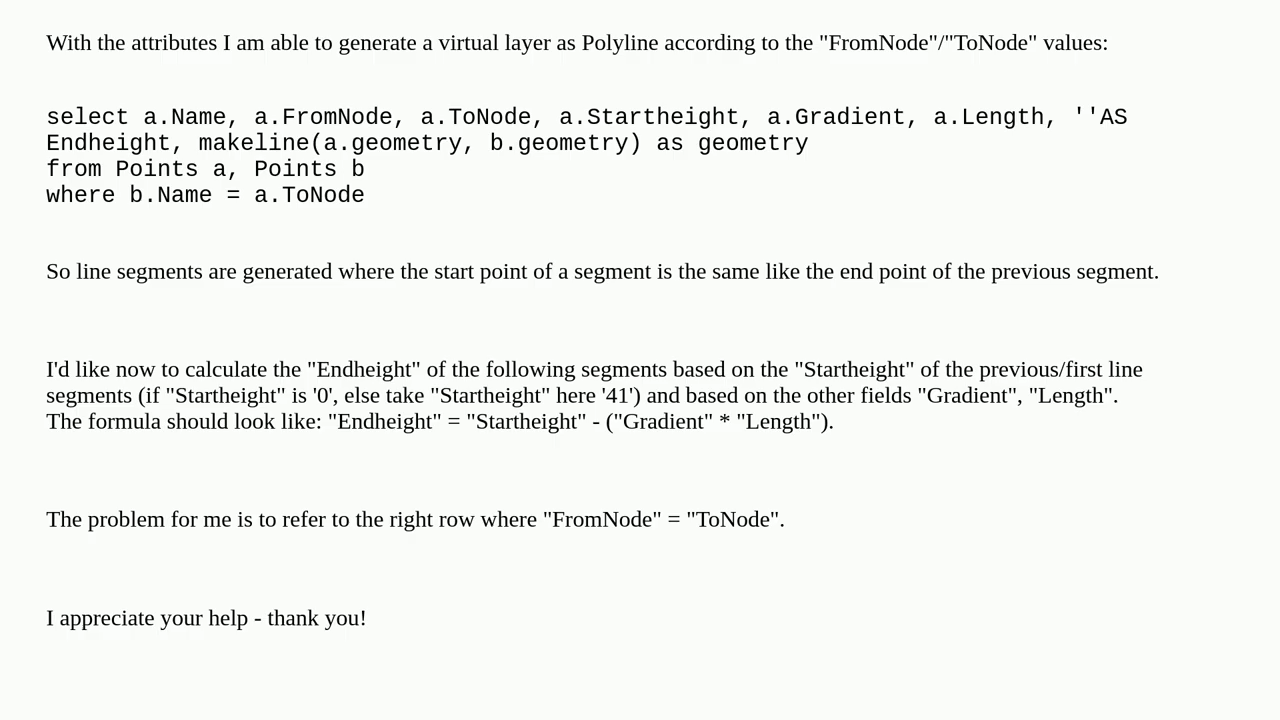 With the attributes I am able to generate a virtual layer as Polyline according to the "FromNode"/"ToNode" values:
select a.Name, a.FromNode, a.ToNode, a.Startheight, a.Gradient, a.Length, ''AS
Endheight, makeline(a.geometry, b.geometry) as geometry
from Points a, Points b
where b.Name = a.ToNode
So line segments are generated where the start point of a segment is the same like the end point of the previous segment.
I'd like now to calculate the "Endheight" of the following segments based on the "Startheight" of the previous/first line
segments (if "Startheight" is '0', else take "Startheight" here '41') and based on the other fields "Gradient", "Length".
The formula should look like: "Endheight" = "Startheight" - ("Gradient" * "Length").
The problem for me is to refer to the right row where "FromNode" = "ToNode".
I appreciate your help - thank you!